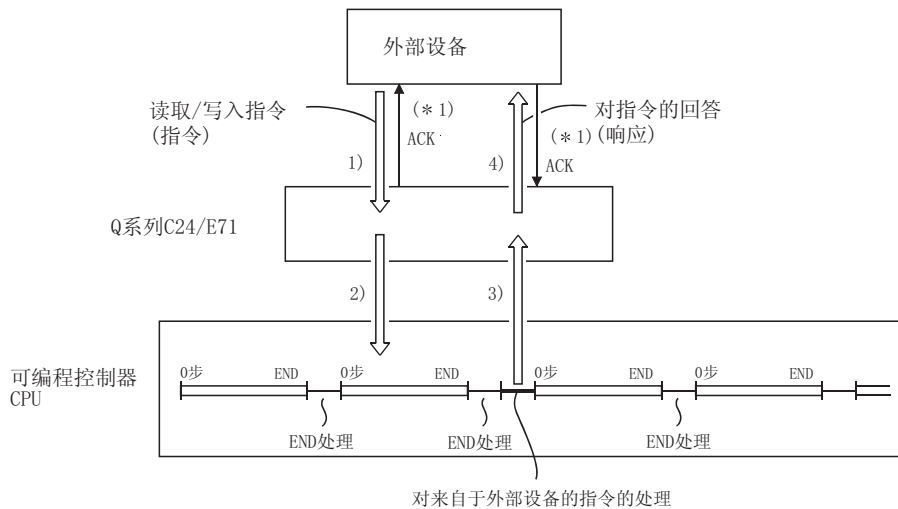 外部设备
读取/写入指令
(指令)
(*1)
ACK
对指令的回答
(*1)(响应)
ACK
1)
4)
Q系列C24/E71
2)
3)
可编程控制器
CPU
0步
END
0步
END
0步
END
0步
END
END处理
END处理
END处理
对来自于外部设备的指令的处理